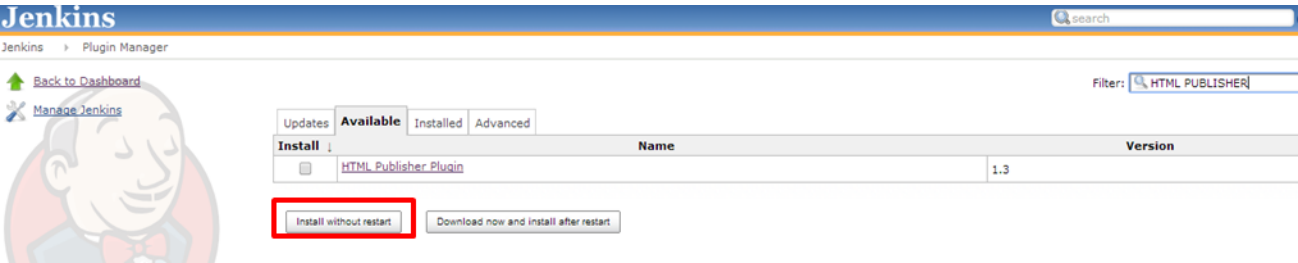 Jenkins
search
Jenkins Plugin Manager
Back to Dashboard
Filter: HTML PUBLISHER
Manage Jenkins
Updates Available Installed Advanced
Install ↓ Name Version
HTML Publisher Plugin 1.3
Install without restart Download now and install after restart